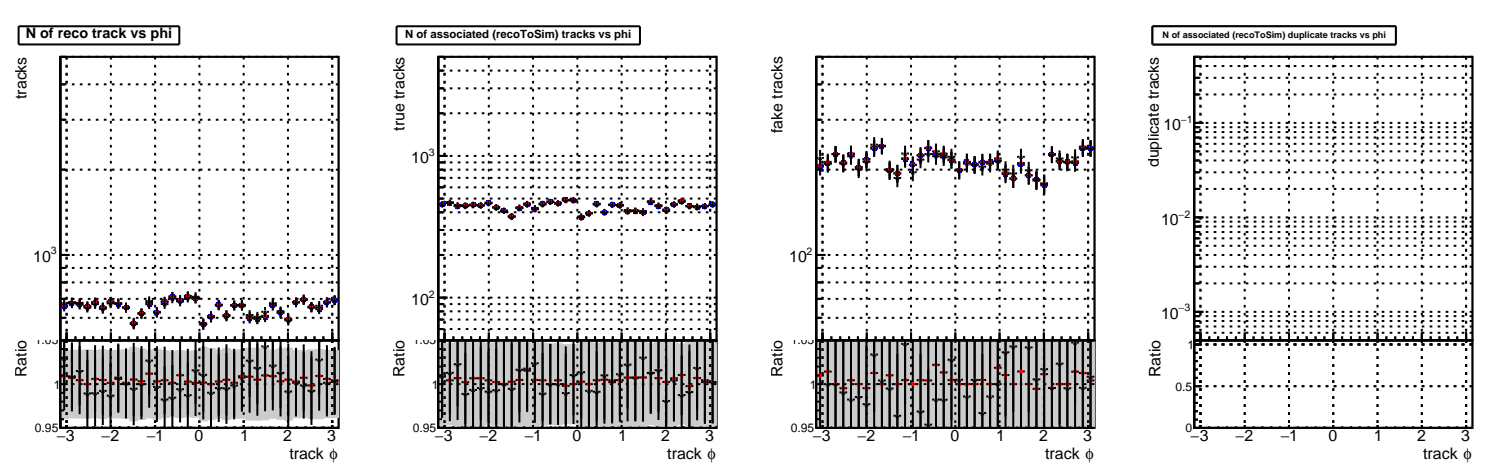 N of reco track vs phi
tracks
10³
Ratio
1.05
1
0.95
−3 −2 −1 0 1 2 3
track ϕ
N of associated (recoToSim) tracks vs phi
true tracks
10³
10²
Ratio
1.05
1
0.95
−3 −2 −1 0 1 2 3
track ϕ
fake tracks
10²
Ratio
1.05
1
0.95
−3 −2 −1 0 1 2 3
track ϕ
N of associated (recoToSim) duplicate tracks vs phi
duplicate tracks
10⁻¹
10⁻²
10⁻³
Ratio
1
0.5
0
−3 −2 −1 0 1 2 3
track ϕ